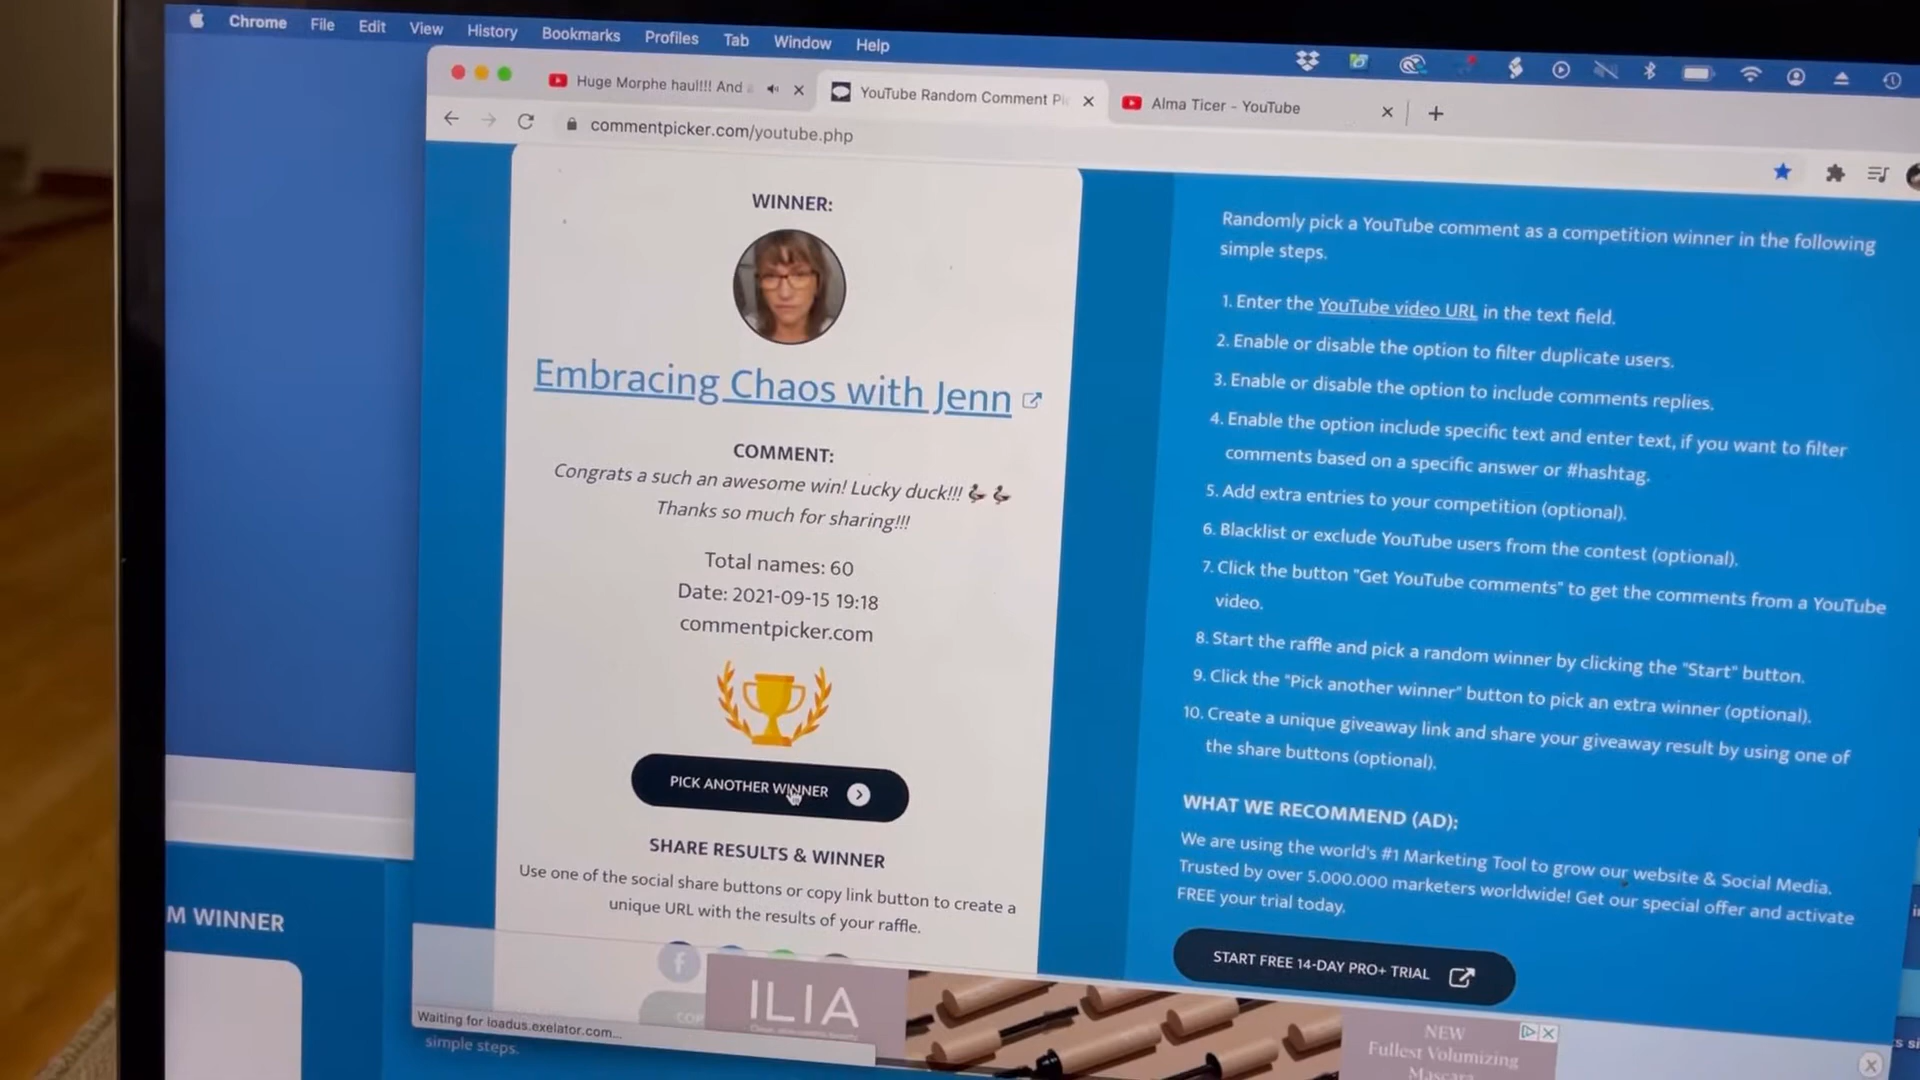 Chrome File Edit View History Bookmarks Profiles Tab Window Help
Huge Morphe haul!!! And
YouTube Random Comment Pi
Alma Ticer - YouTube
commentpicker.com/youtube.php
WINNER:
Embracing Chaos with Jenn
COMMENT:
Congrats a such an awesome win! Lucky duck!!! 🦆🦆
Thanks so much for sharing!!!
Total names: 60
Date: 2021-09-15 19:18
commentpicker.com
PICK ANOTHER WINNER
SHARE RESULTS & WINNER
Use one of the social share buttons or copy link button to create a
unique URL with the results of your raffle.
COP
Randomly pick a YouTube comment as a competition winner in the following
simple steps.
1. Enter the YouTube video URL in the text field.
2. Enable or disable the option to filter duplicate users.
3. Enable or disable the option to include comments replies.
4. Enable the option include specific text and enter text, if you want to filter
comments based on a specific answer or #hashtag.
5. Add extra entries to your competition (optional).
6. Blacklist or exclude YouTube users from the contest (optional).
7. Click the button "Get YouTube comments" to get the comments from a YouTube
video.
8. Start the raffle and pick a random winner by clicking the "Start" button.
9. Click the "Pick another winner" button to pick an extra winner (optional).
10. Create a unique giveaway link and share your giveaway result by using one of
the share buttons (optional).
WHAT WE RECOMMEND (AD):
We are using the world's #1 Marketing Tool to grow our website & Social Media.
Trusted by over 5.000.000 marketers worldwide! Get our special offer and activate
FREE your trial today.
START FREE 14-DAY PRO+ TRIAL
M WINNER
ILIA
NEW
Fullest Volumizing
Mascara
Waiting for loadus.exelator.com...
simple steps.